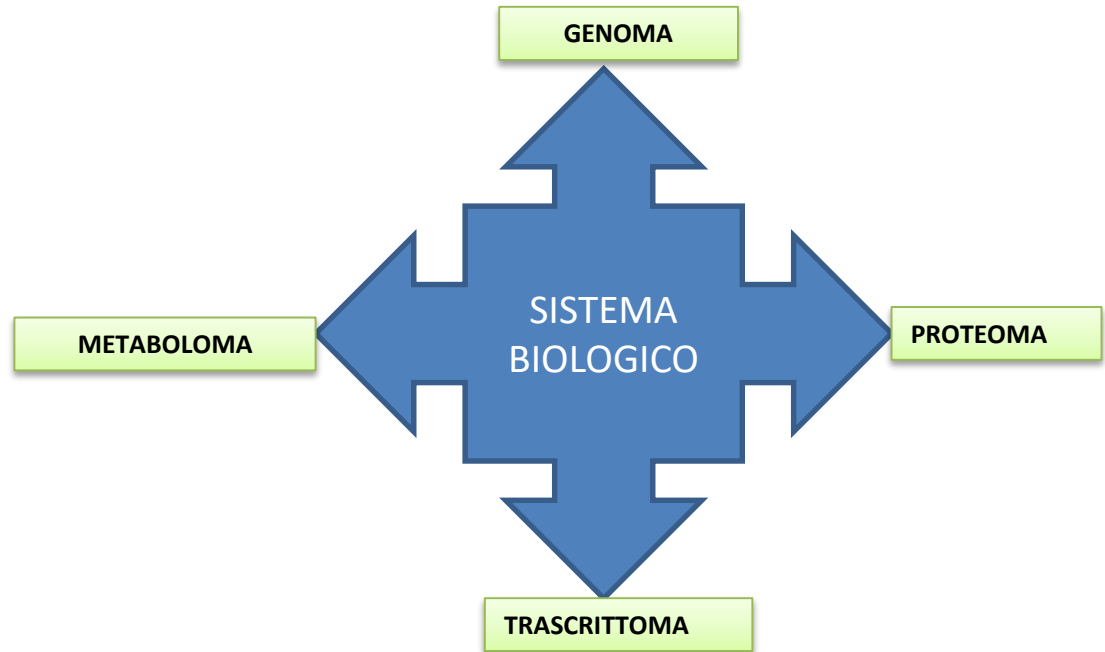 GENOMA
SISTEMA
BIOLOGICO
METABOLOMA
PROTEOMA
TRASCRITTOMA